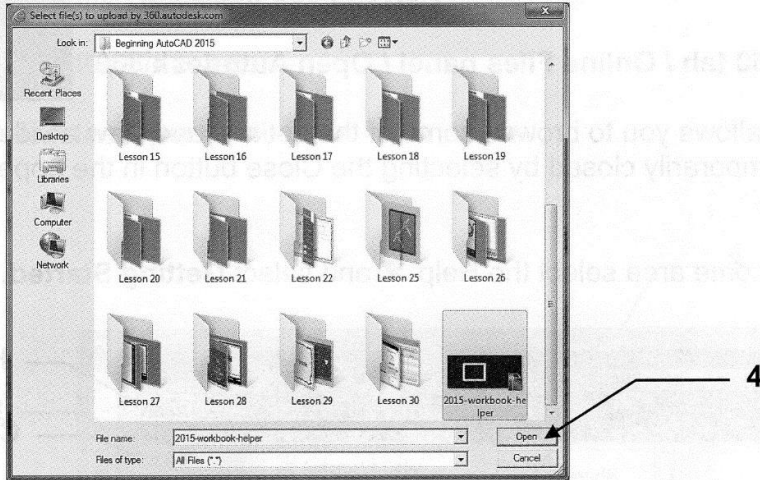 Select file(s) to upload by 360.autodesk.com
Look in: Beginning AutoCAD 2015
Recent Places
Desktop
Libraries
Computer
Network
Lesson 15 Lesson 16 Lesson 17 Lesson 18 Lesson 19
Lesson 20 Lesson 21 Lesson 22 Lesson 25 Lesson 26
Lesson 27 Lesson 28 Lesson 29 Lesson 30 2015-workbook-he
lper
4
File name: 2015-workbook-helper Open
Files of type: All Files (*.*) Cancel